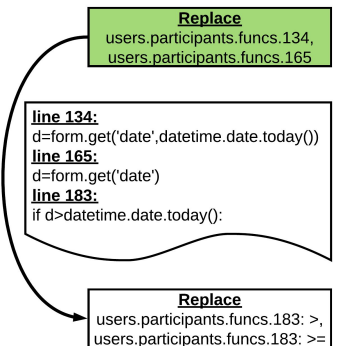 Replace
users.participants.funcs.134,
users.participants.funcs.165
line 134:
d=form.get('date',datetime.date.today())
line 165:
d=form.get('date')
line 183:
if d>datetime.date.today():
Replace
users.participants.funcs.183: >,
users.participants.funcs.183: >=